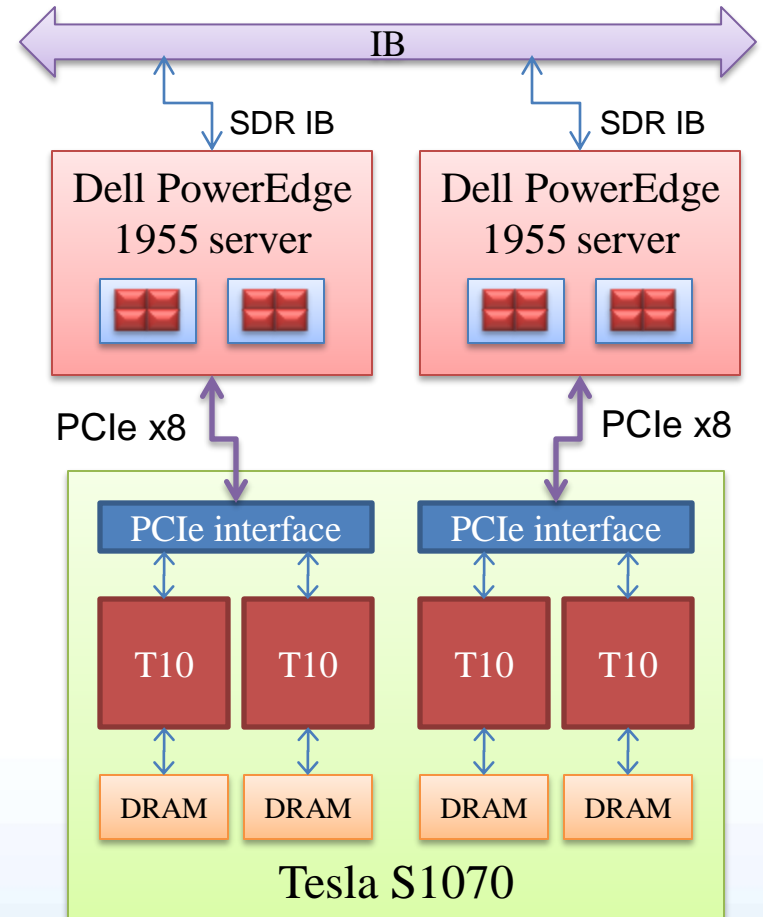 IB
SDR IB
SDR IB
Dell PowerEdge
1955 server
Dell PowerEdge
1955 server
PCIe x8
PCIe x8
PCIe interface
PCIe interface
T10
T10
T10
T10
DRAM
DRAM
DRAM
DRAM
Tesla S1070